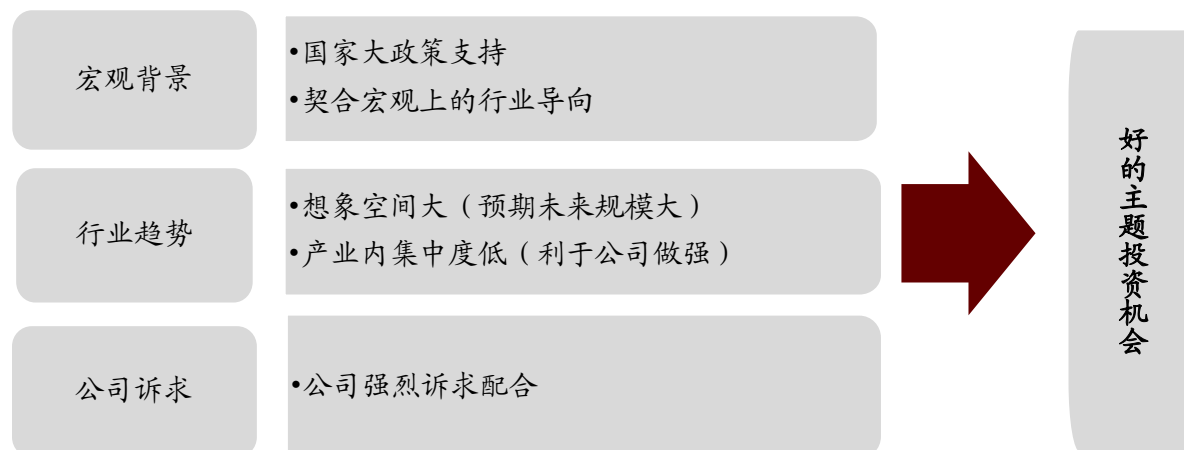 宏观背景
•国家大政策支持
•契合宏观上的行业导向
行业趋势
•想象空间大（预期未来规模大）
•产业内集中度低（利于公司做强）
公司诉求
•公司强烈诉求配合
好的主题投资机会